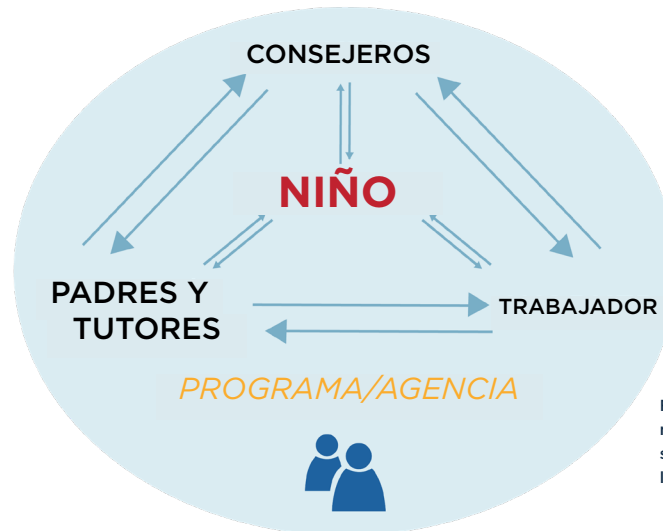 CONSEJEROS
NIÑO
PADRES Y
TUTORES
TRABAJADOR
PROGRAMA/AGENCIA